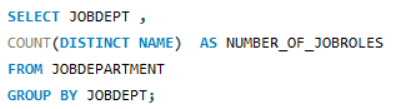 SELECT JOBDEPT ,
COUNT(DISTINCT NAME)  AS NUMBER_OF_JOBROLES
FROM JOBDEPARTMENT
GROUP BY JOBDEPT;